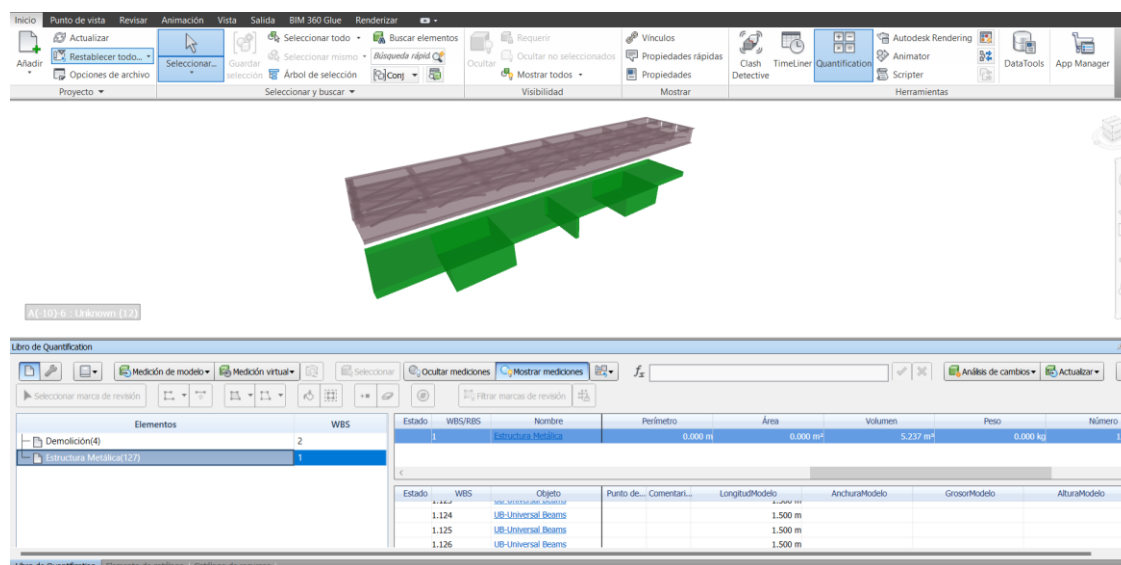 Inicio Punto de vista Revisar Animación Vista Salida BIM 360 Glue Renderizar
Actualizar
Restablecer todo...
Opciones de archivo
Añadir
Proyecto
Seleccionar...
Guardar selección
Seleccionar todo
Seleccionar mismo
Árbol de selección
Buscar elementos
Búsqueda rápid
Conj
Seleccionar y buscar
Ocultar
Requerir
Ocultar no seleccionados
Mostrar todos
Visibilidad
Vínculos
Propiedades rápidas
Propiedades
Mostrar
Clash Detective
TimeLiner
Quantification
Autodesk Rendering
Animator
Scripter
DataTools
App Manager
Herramientas
A(-10)-6 : Unknown (12)
Libro de Quantification
Medición de modelo Medición virtual Seleccionar Ocultar mediciones Mostrar mediciones fx Análisis de cambios Actualizar
Seleccionar marca de revisión Filtrar marcas de revisión
Elementos WBS
Demolición(4) 2
Estructura Metálica(127) 1
Estado WBS/RBS Nombre Perímetro Área Volumen Peso Número
1 Estructura Metálica 0.000 m 0.000 m² 5.237 m³ 0.000 kg 1
Estado WBS Objeto Punto de... Comentari... LongitudModelo AnchuraModelo GrosorModelo AlturaModelo
1.124 UB-Universal Beams 1.500 m
1.125 UB-Universal Beams 1.500 m
1.126 UB-Universal Beams 1.500 m